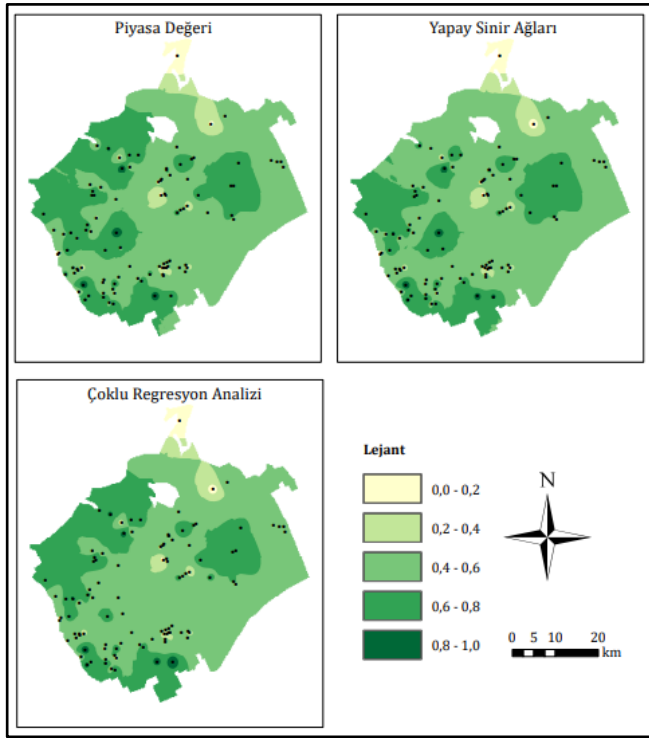 Piyasa Değeri
Yapay Sinir Ağları
Çoklu Regresyon Analizi
Lejant
0,0 - 0,2
0,2 - 0,4
0,4 - 0,6
0,6 - 0,8
0,8 - 1,0
N
0 5 10 20
km